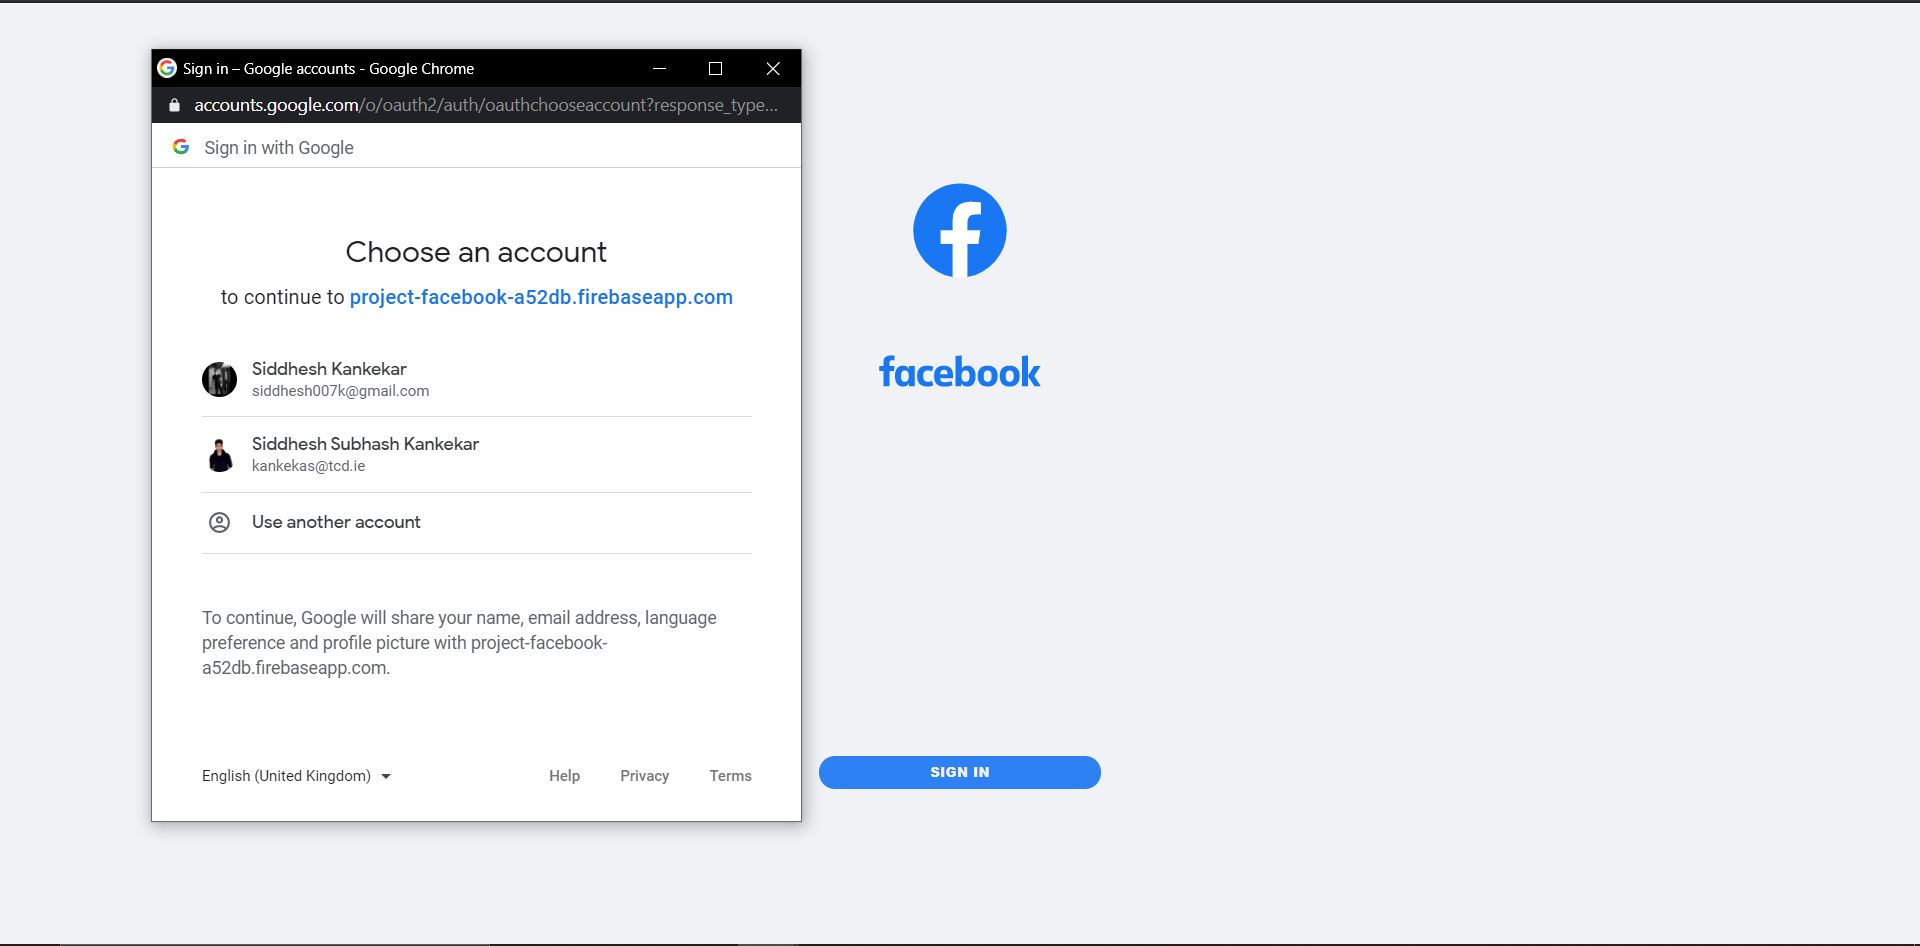 Sign in – Google accounts - Google Chrome
accounts.google.com/o/oauth2/auth/oauthchooseaccount?response_type...
Sign in with Google
Choose an account
to continue to project-facebook-a52db.firebaseapp.com
Siddhesh Kankekar
siddhesh007k@gmail.com
Siddhesh Subhash Kankekar
kankekas@tcd.ie
Use another account
To continue, Google will share your name, email address, language
preference and profile picture with project-facebook-
a52db.firebaseapp.com.
English (United Kingdom)
Help
Privacy
Terms
facebook
SIGN IN